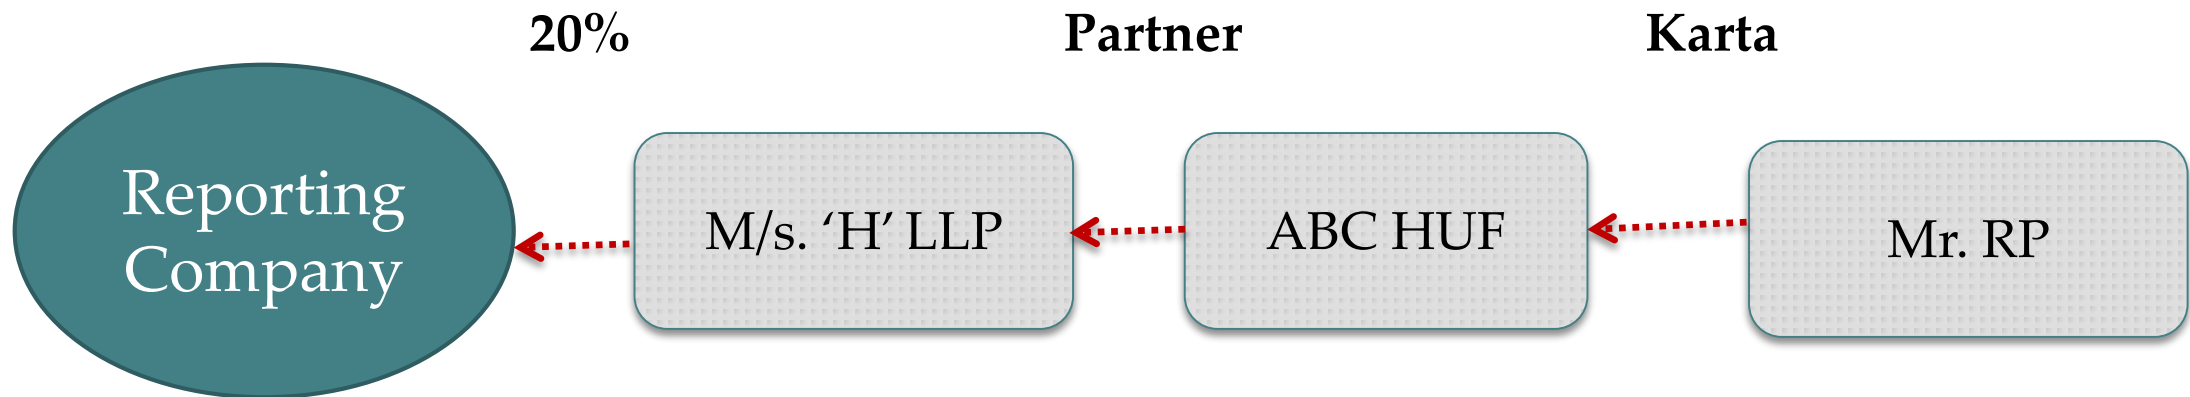 20%
Partner
Karta
Reporting
Company
M/s. ‘H’ LLP
ABC HUF
Mr. RP